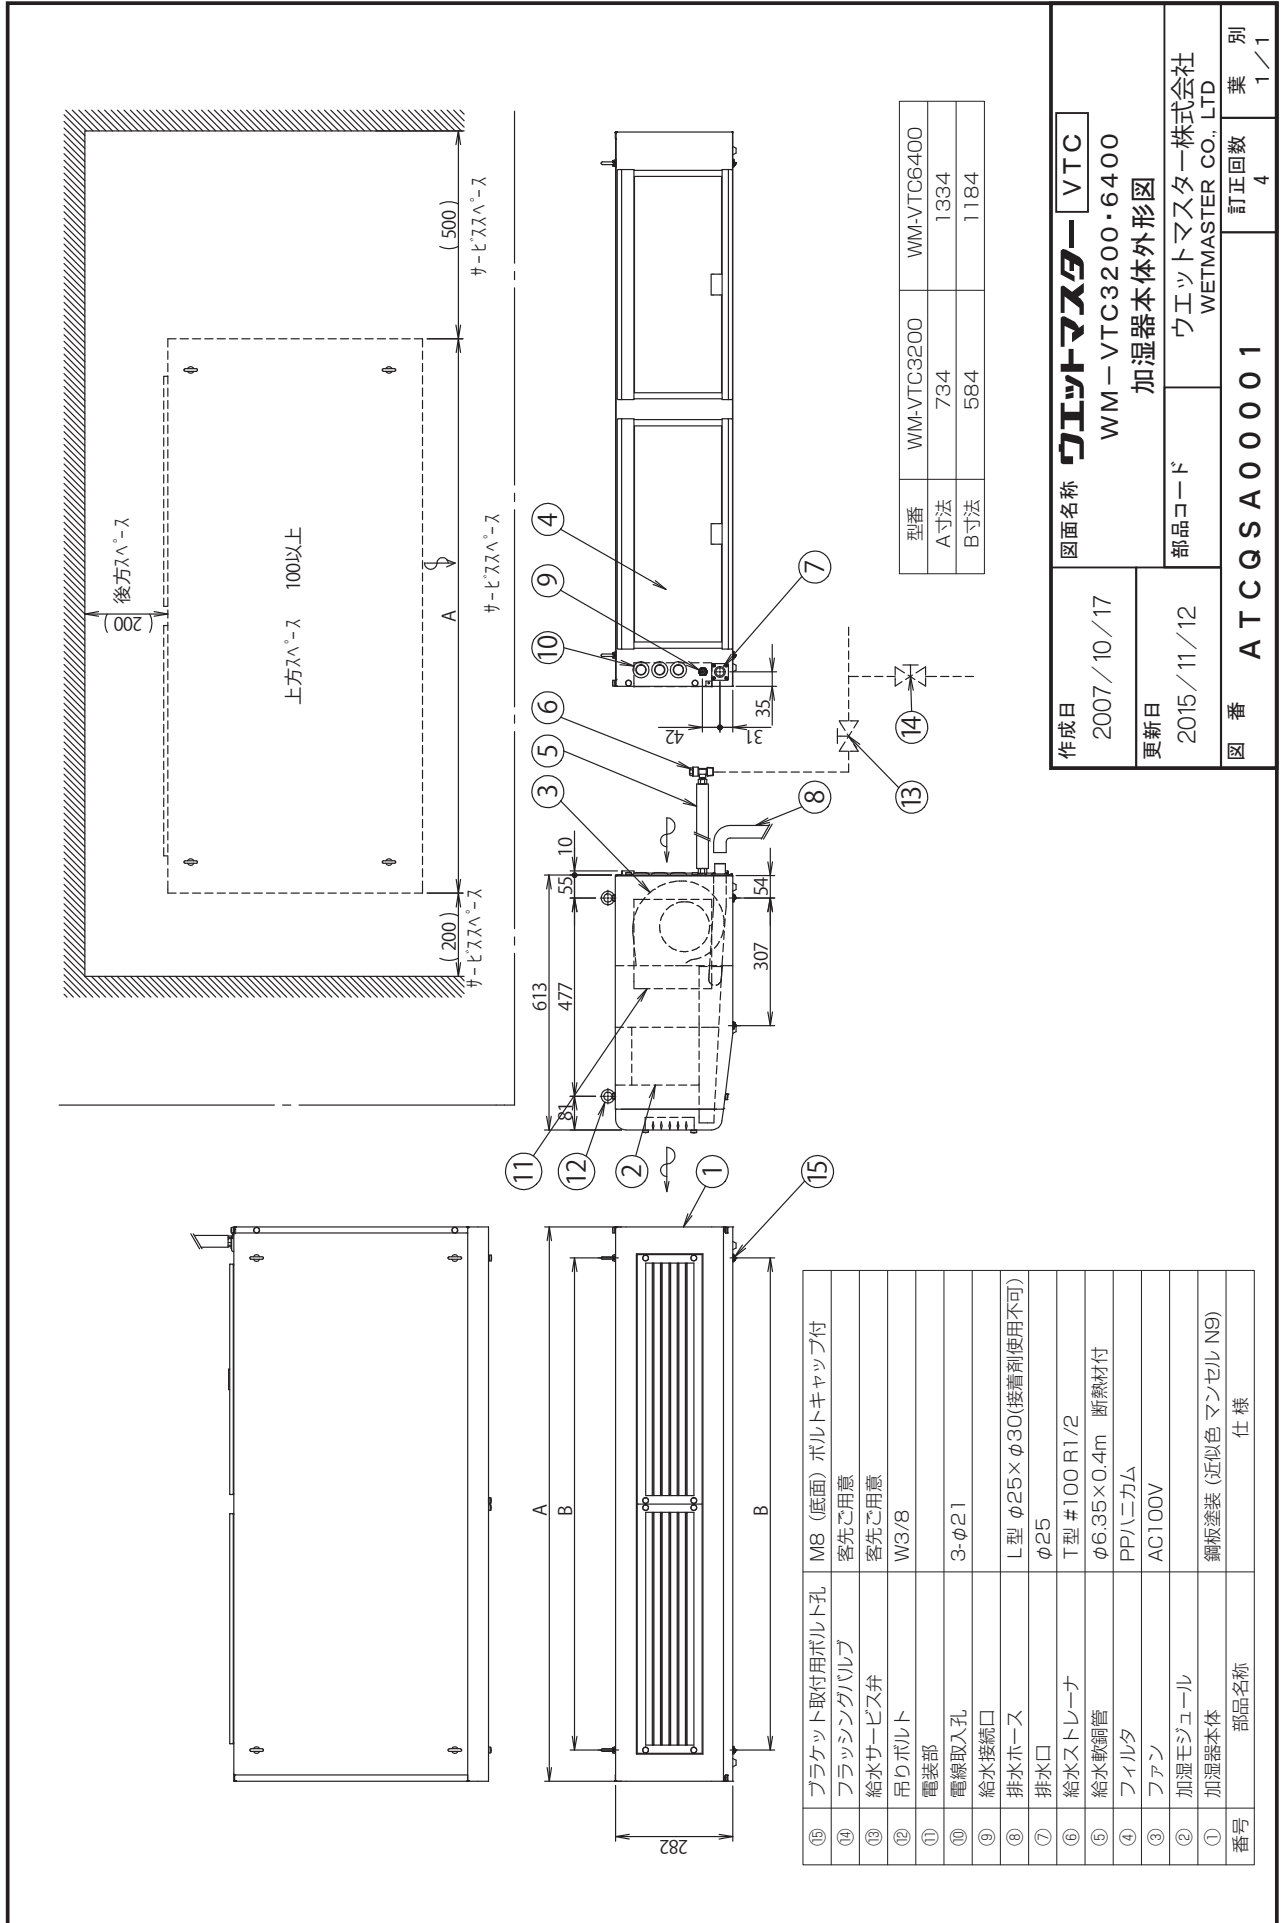 後方スペース
( 200 )
上方スペース 100以上
A
( 200 )
サービススペース
サービススペース
( 500 )
サービススペース
A
B
282
B
⑮
①
613
81
477
55
10
307
54
⑪
⑫
②
③
⑤
⑥
⑧
⑬
⑭
⑩
⑨
④
⑦
42
31
35
型番 WM-VTC3200 WM-VTC6400
A寸法 734 1334
B寸法 584 1184
⑮ ブラケット取付用ボルト孔 M8（底面）ボルトキャップ付
⑭ フラッシングバルブ 客先ご用意
⑬ 給水サービス弁 客先ご用意
⑫ 吊りボルト W3/8
⑪ 電装部
⑩ 電線取入孔 3-φ21
⑨ 給水接続口
⑧ 排水ホース L型 φ25×φ30(接着剤使用不可)
⑦ 排水口 φ25
⑥ 給水ストレーナ T型 #100 R1/2
⑤ 給水軟銅管 φ6.35×0.4m 断熱材付
④ フィルタ PPハニカム
③ ファン AC100V
② 加湿モジュール
① 加湿器本体 鋼板塗装 (近似色 マンセル N9)
番号 部品名称 仕 様
作成日
2007/10/17
更新日
2015/11/12
図面名称 ウエットマスター VTC
WM－VTC3200・6400
加湿器本体外形図
部品コード
ウエットマスター株式会社
WETMASTER CO., LTD
図 番 ATCQSA00001
訂正回数
4
葉 別
1/1